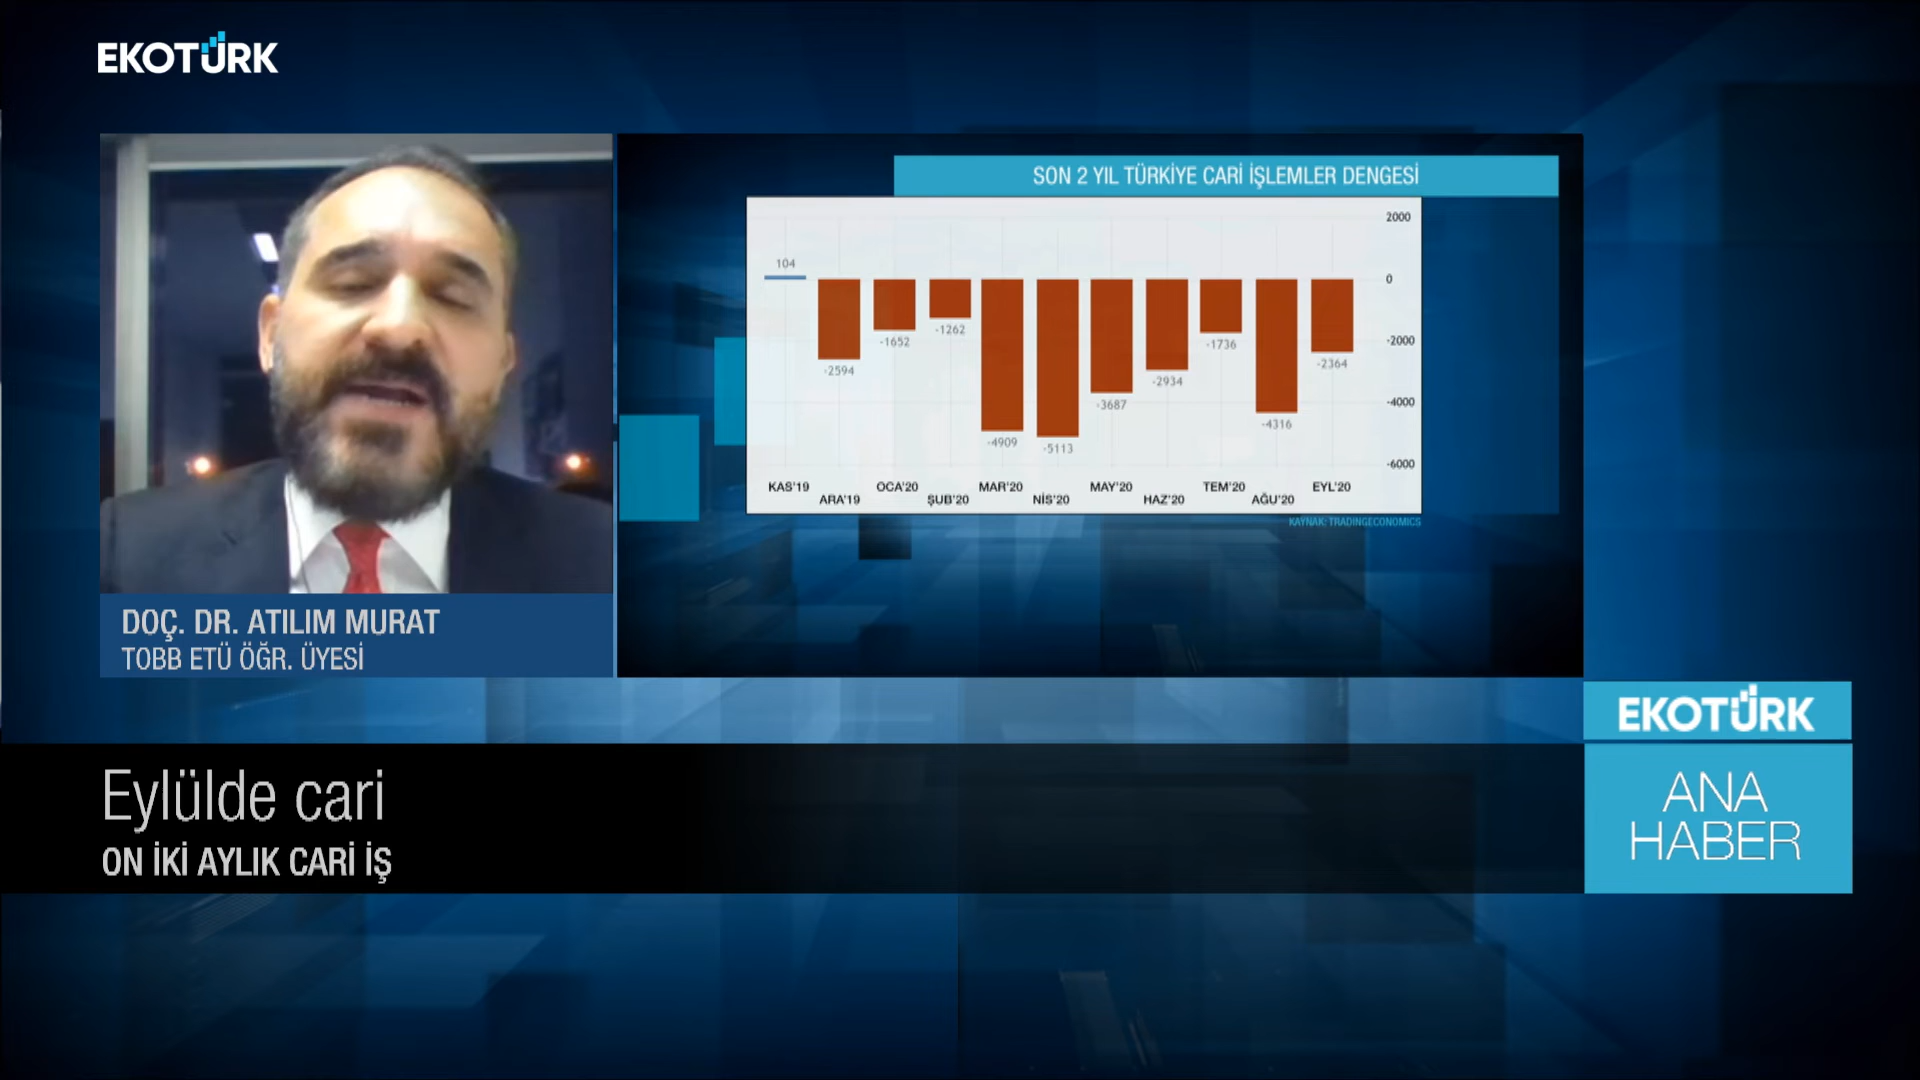 EKOTÜRK
SON 2 YIL TÜRKİYE CARİ İŞLEMLER DENGESİ
2000
0
-2000
-4000
-6000
104
-2594
-1652
-1262
-4909
-5113
-3687
-2934
-1736
-4316
-2364
KAS'19
ARA'19
OCA'20
ŞUB'20
MAR'20
NİS'20
MAY'20
HAZ'20
TEM'20
AĞU'20
EYL'20
KAYNAK: TRADINGECONOMICS
DOÇ. DR. ATILIM MURAT
TOBB ETÜ ÖĞR. ÜYESİ
EKOTÜRK
ANA
HABER
Eylülde cari
ON İKİ AYLIK CARİ İŞ